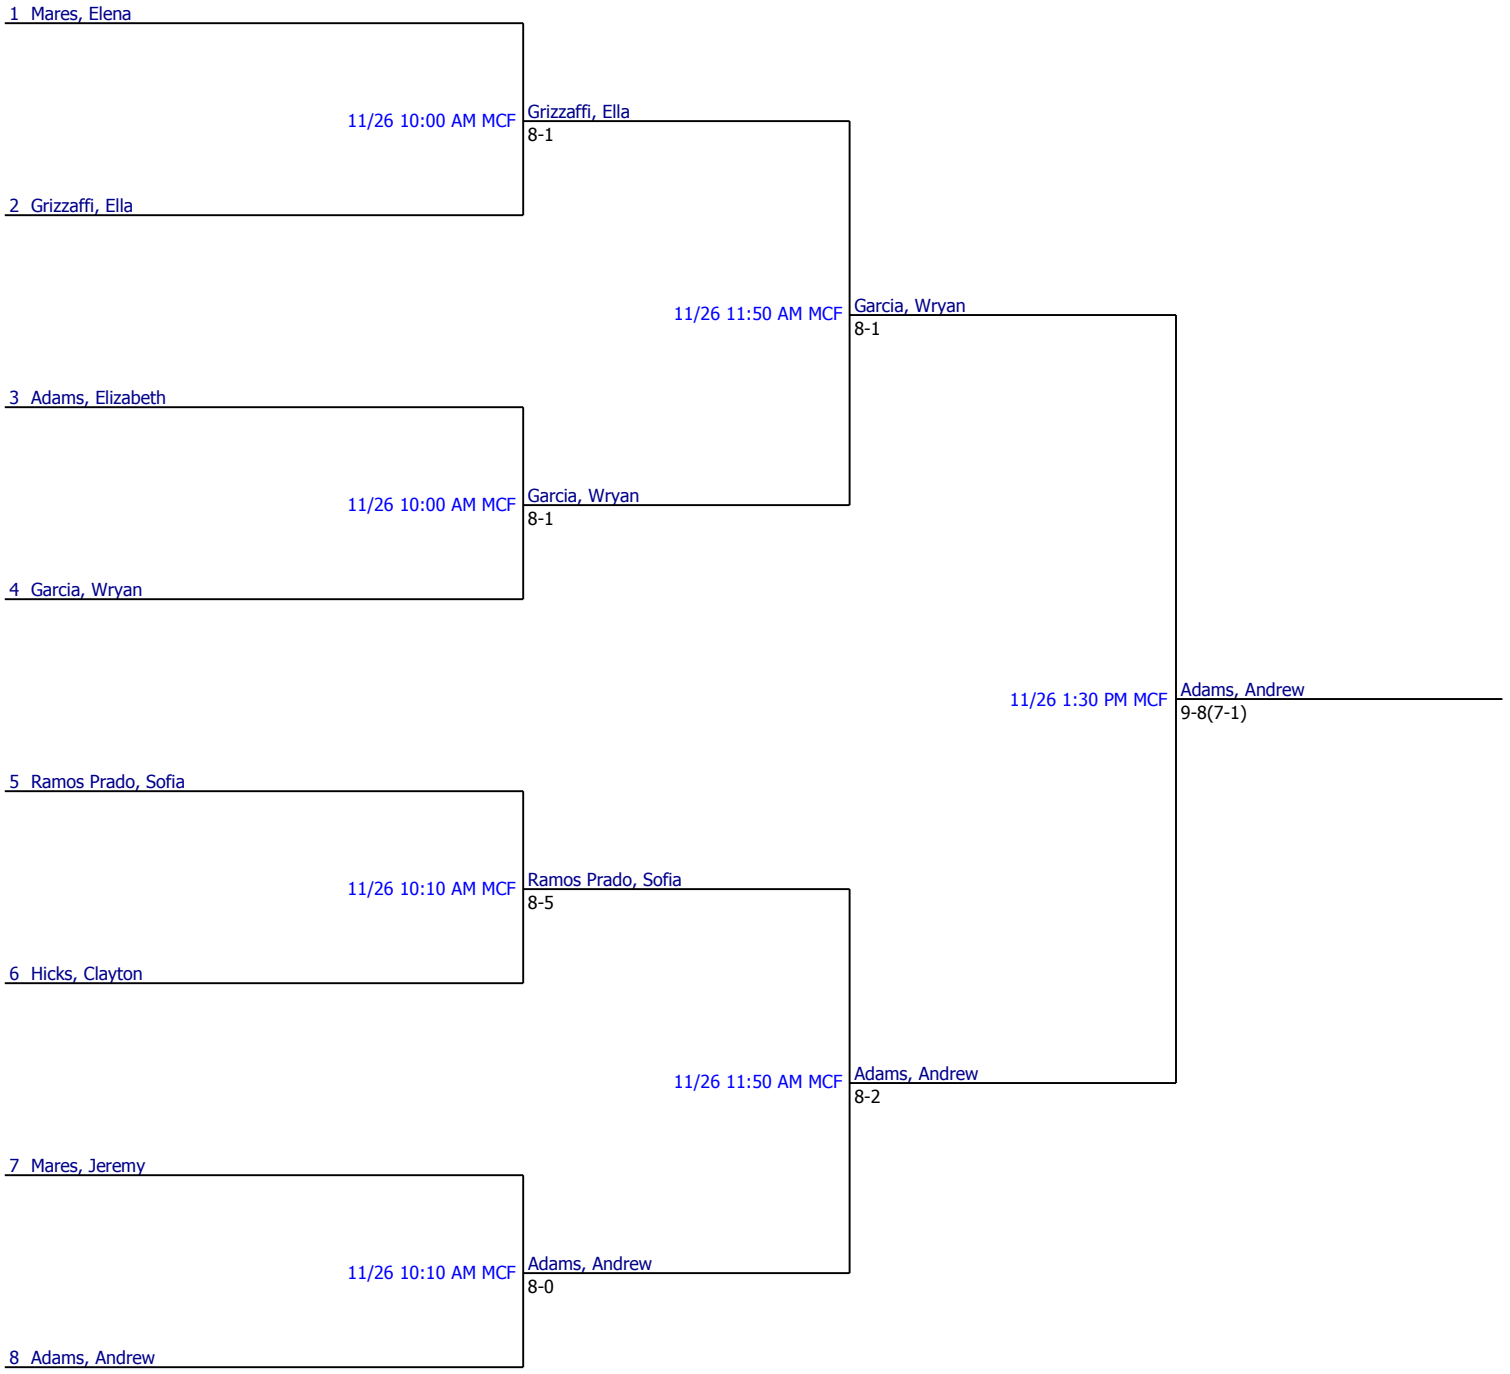 1 Mares, Elena
11/26 10:00 AM MCF
Grizzaffi, Ella
8-1
2 Grizzaffi, Ella
11/26 11:50 AM MCF
Garcia, Wryan
8-1
3 Adams, Elizabeth
11/26 10:00 AM MCF
Garcia, Wryan
8-1
4 Garcia, Wryan
11/26 1:30 PM MCF
Adams, Andrew
9-8(7-1)
5 Ramos Prado, Sofia
11/26 10:10 AM MCF
Ramos Prado, Sofia
8-5
6 Hicks, Clayton
11/26 11:50 AM MCF
Adams, Andrew
8-2
7 Mares, Jeremy
11/26 10:10 AM MCF
Adams, Andrew
8-0
8 Adams, Andrew